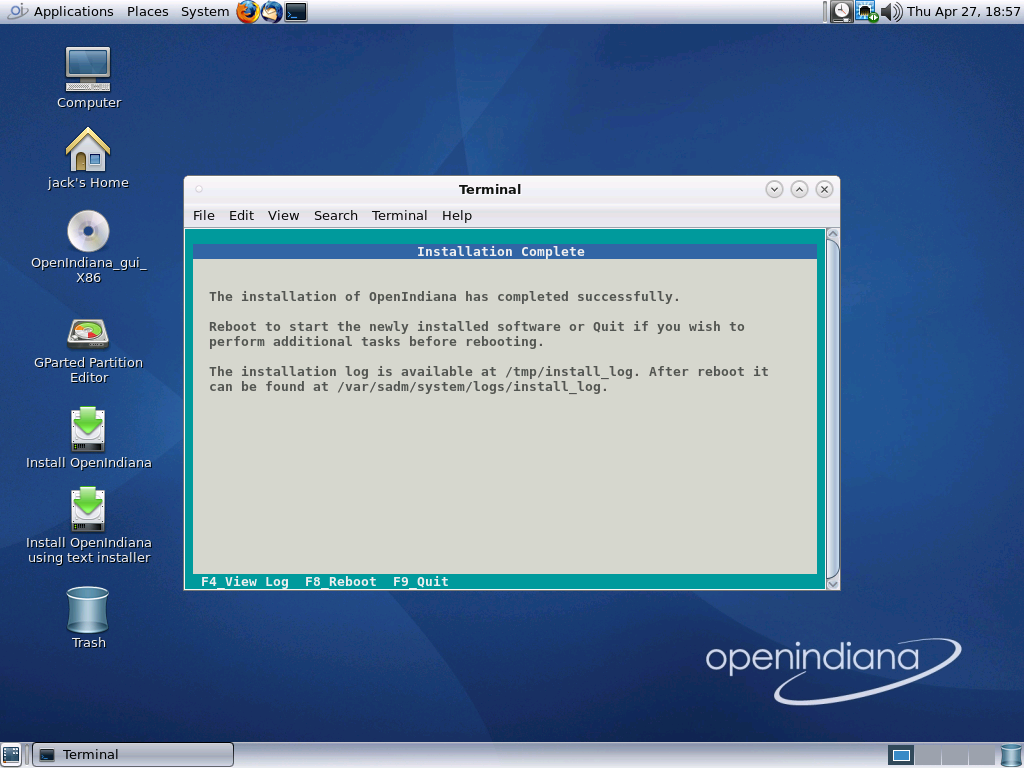 Applications Places System
Thu Apr 27, 18:57
Computer
jack's Home
OpenIndiana_gui_
X86
GParted Partition
Editor
Install OpenIndiana
Install OpenIndiana
using text installer
Trash
Terminal
File Edit View Search Terminal Help
Installation Complete
The installation of OpenIndiana has completed successfully.
Reboot to start the newly installed software or Quit if you wish to
perform additional tasks before rebooting.
The installation log is available at /tmp/install_log. After reboot it
can be found at /var/sadm/system/logs/install_log.
F4_View Log F8_Reboot F9_Quit
openindiana
Terminal